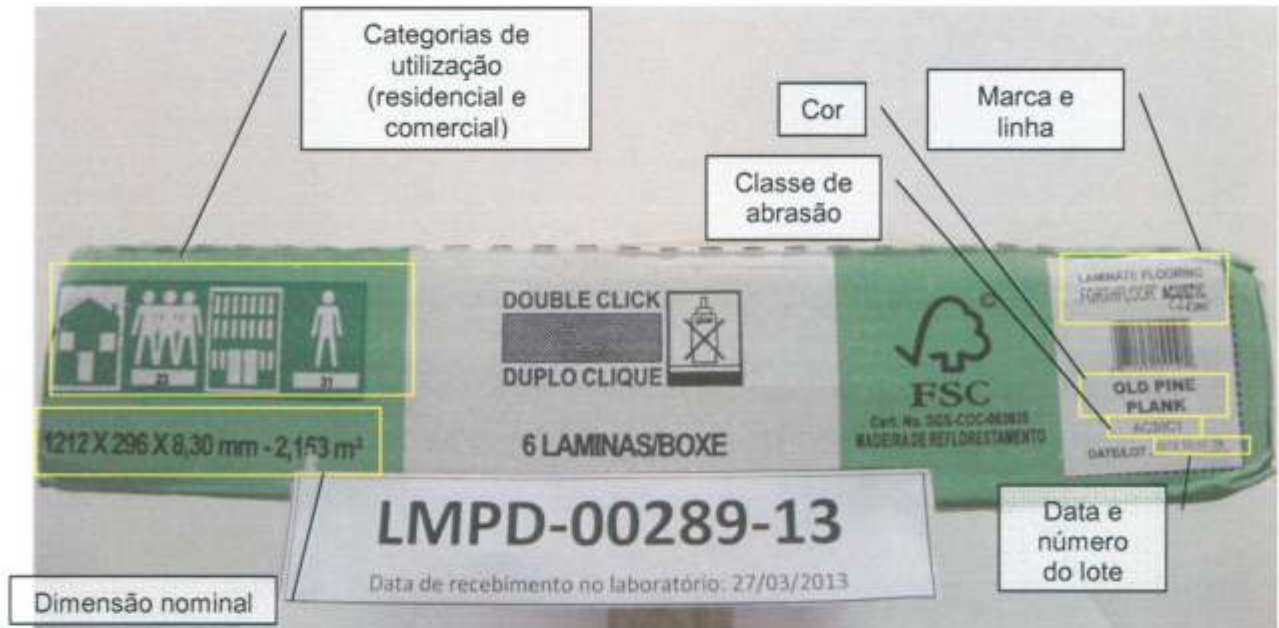 Categorias de
utilização
(residencial e
comercial)
Cor
Marca e
linha
Classe de
abrasão
LAMINATE FLOORING
ACUSTIC
DOUBLE CLICK
DUPLO CLIQUE
23
31
©
FSC
MADEIRA DE REFLORESTAMENTO
OLD PINE
PLANK
DATE/LOT
1212 X 296 X 8,30 mm - 2,153 m²
6 LAMINAS/BOXE
LMPD-00289-13
Data de recebimento no laboratório: 27/03/2013
Data e
número
do lote
Dimensão nominal